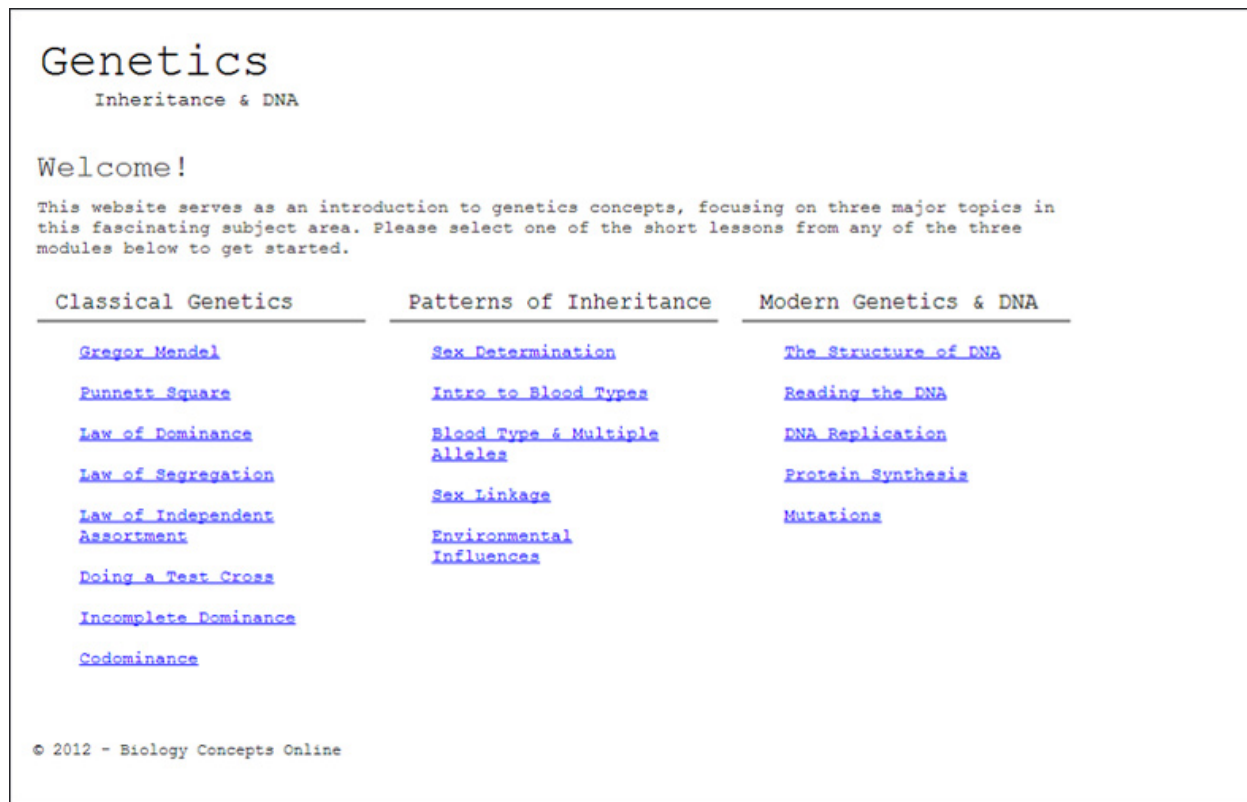 Genetics
Inheritance & DNA
Welcome!
This website serves as an introduction to genetics concepts, focusing on three major topics in
this fascinating subject area. Please select one of the short lessons from any of the three
modules below to get started.
Classical Genetics
Gregor Mendel
Punnett Square
Law of Dominance
Law of Segregation
Law of Independent
Assortment
Doing a Test Cross
Incomplete Dominance
Codominance
Patterns of Inheritance
Sex Determination
Intro to Blood Types
Blood Type & Multiple
Alleles
Sex Linkage
Environmental
Influences
Modern Genetics & DNA
The Structure of DNA
Reading the DNA
DNA Replication
Protein Synthesis
Mutations
© 2012 - Biology Concepts Online